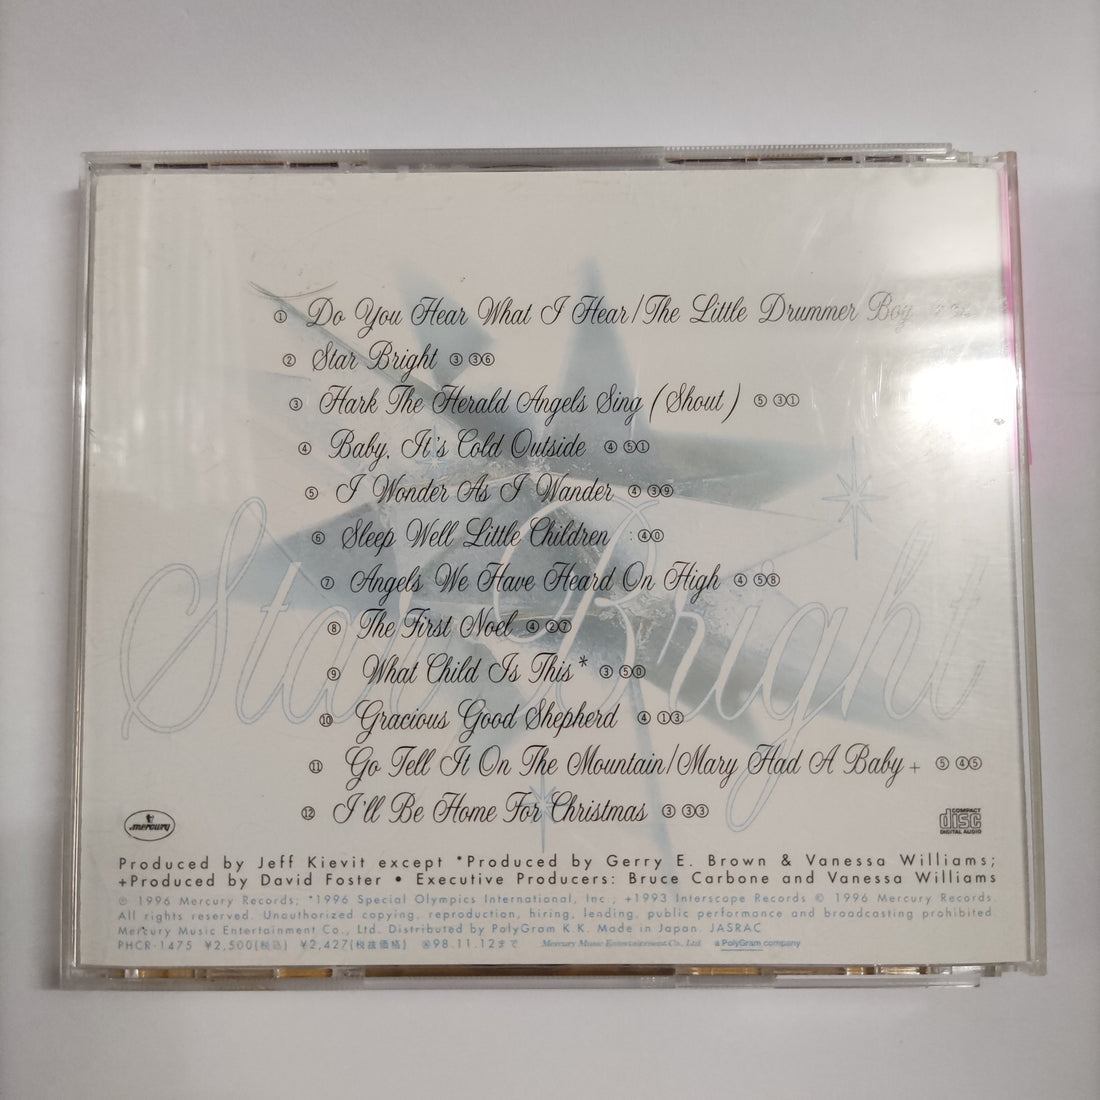 ① Do You Hear What I Hear/The Little Drummer Boy
② Star Bright ③ ③⑥
③ Hark The Herald Angels Sing (Shout) ⑤ ③①
④ Baby, It's Cold Outside ④ ⑤①
⑤ I Wonder As I Wander ④ ③⑨
⑥ Sleep Well Little Children :④⓪
⑦ Angels We Have Heard On High ④ ⑤⑧
⑧ The First Noel ④ ②⑦
⑨ What Child Is This* ③ ⑤⓪
⑩ Gracious Good Shepherd ④ ①③
⑪ Go Tell It On The Mountain/Mary Had A Baby+ ⑤ ④⑤
⑫ I'll Be Home For Christmas ③ ③③
Star Bright
mercury
COMPACT
disc
DIGITAL AUDIO
Produced by Jeff Kievit except *Produced by Gerry E. Brown & Vanessa Williams;
+Produced by David Foster • Executive Producers: Bruce Carbone and Vanessa Williams
℗ 1996 Mercury Records; *1996 Special Olympics International, Inc.; +1993 Interscope Records © 1996 Mercury Records.
All rights reserved. Unauthorized copying, reproduction, hiring, lending, public performance and broadcasting prohibited.
Mercury Music Entertainment Co., Ltd. Distributed by PolyGram K.K. Made in Japan. JASRAC
PHCR-1475 ¥2,500(税込) ¥2,427(税抜価格) 98.11.12まで Mercury Music Entertainment Co., Ltd. a PolyGram company